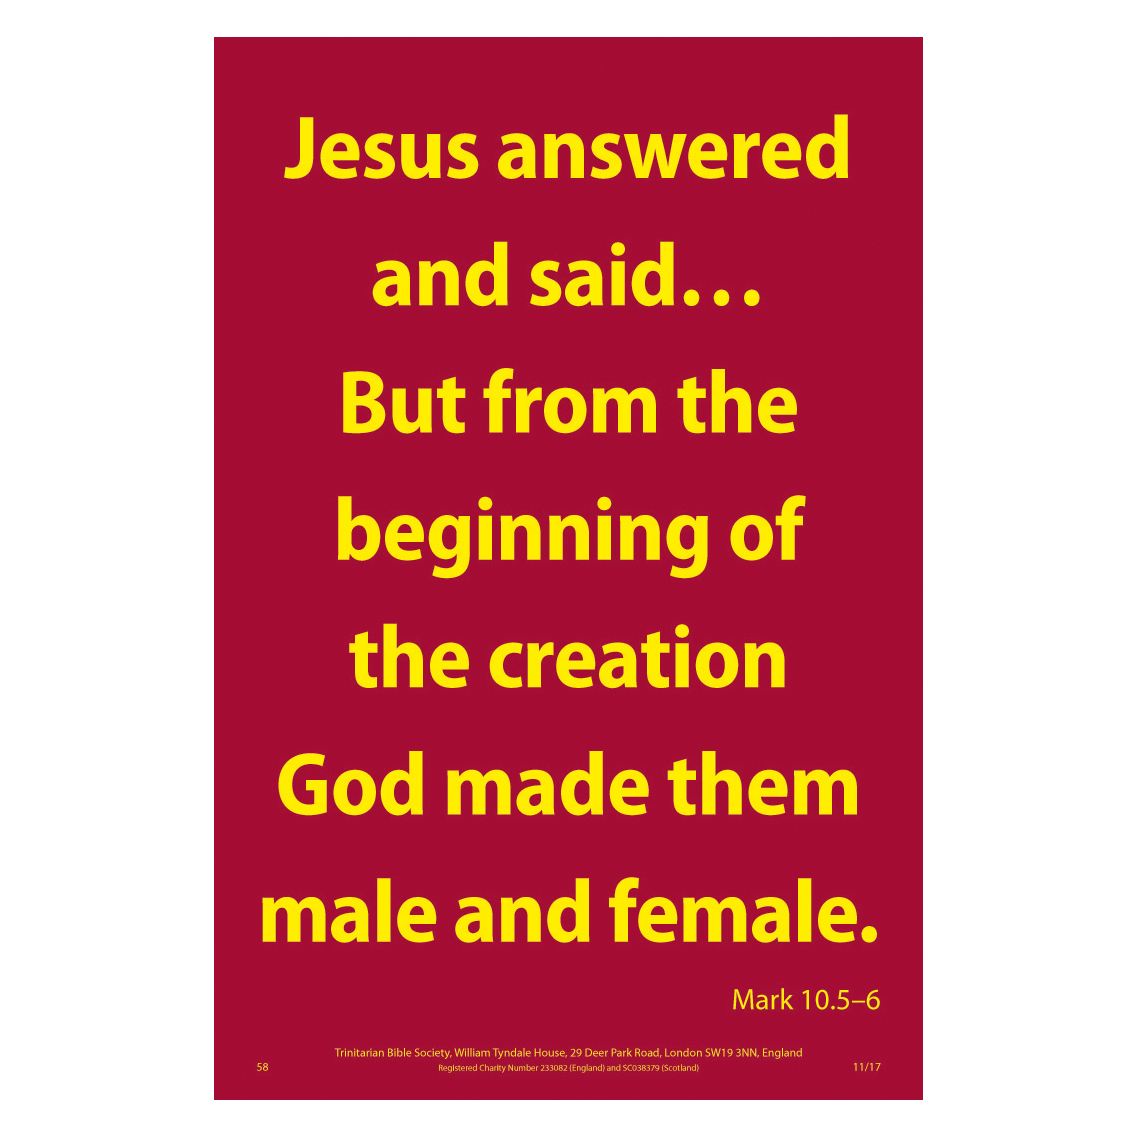 Jesus answered
and said…
But from the
beginning of
the creation
God made them
male and female.
Mark 10.5–6
Trinitarian Bible Society, William Tyndale House, 29 Deer Park Road, London SW19 3NN, England
58 Registered Charity Number 233082 (England) and SC038379 (Scotland) 11/17